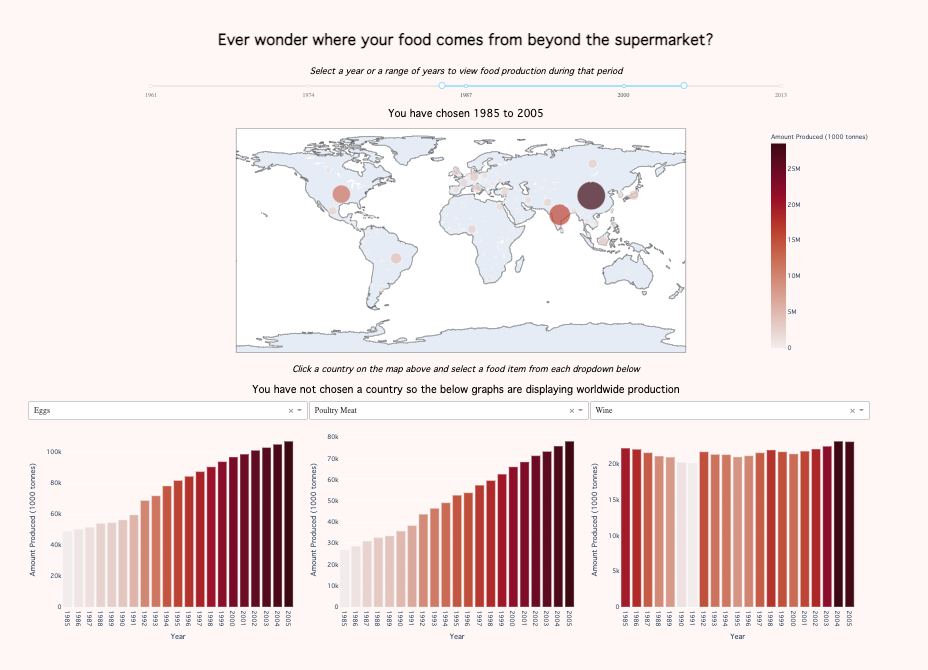 Ever wonder where your food comes from beyond the supermarket?
Select a year or a range of years to view food production during that period
1961 1974 1987 2000 2013
You have chosen 1985 to 2005
Amount Produced (1000 tonnes)
25M
20M
15M
10M
5M
0
Click a country on the map above and select a food item from each dropdown below
You have not chosen a country so the below graphs are displaying worldwide production
Eggs × Poultry Meat × Wine ×
Amount Produced (1000 tonnes)
100k
80k
60k
40k
20k
0
1985 1986 1987 1988 1989 1990 1991 1992 1993 1994 1995 1996 1997 1998 1999 2000 2001 2002 2003 2004 2005
Year
Amount Produced (1000 tonnes)
80k
70k
60k
50k
40k
30k
20k
10k
0
1985 1986 1987 1988 1989 1990 1991 1992 1993 1994 1995 1996 1997 1998 1999 2000 2001 2002 2003 2004 2005
Year
Amount Produced (1000 tonnes)
20k
15k
10k
5k
0
1985 1986 1987 1988 1989 1990 1991 1992 1993 1994 1995 1996 1997 1998 1999 2000 2001 2002 2003 2004 2005
Year